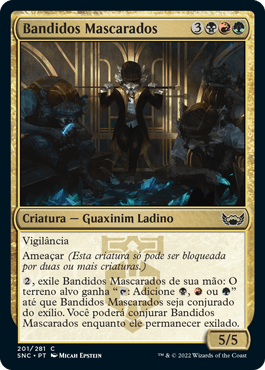 Bandidos Mascarados 3
Criatura — Guaxinim Ladino
Vigilância
Ameaçar (Esta criatura só pode ser bloqueada
por duas ou mais criaturas.)
2, exile Bandidos Mascarados de sua mão: O
terreno alvo ganha “: Adicione , ou ”
até que Bandidos Mascarados seja conjurado
do exílio. Você poderá conjurar Bandidos
Mascarados enquanto ele permanecer exilado.
5/5
201/281 C
SNC • PT MICAH EPSTEIN
™ & © 2022 Wizards of the Coast